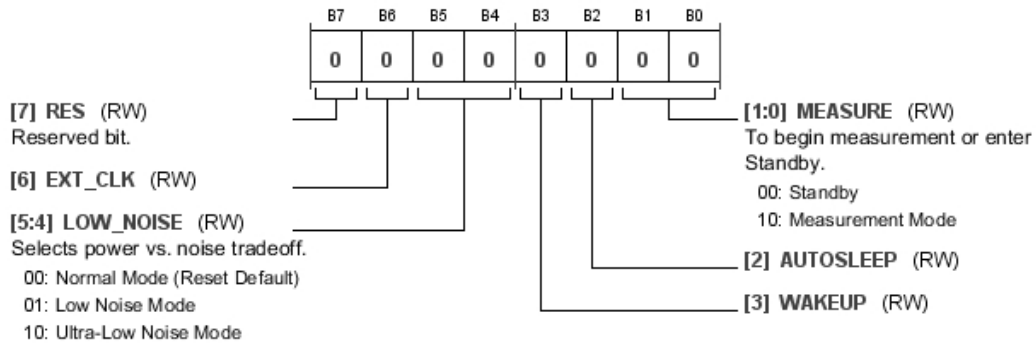 B7 B6 B5 B4 B3 B2 B1 B0
0 0 0 0 0 0 0 0
[7] RES (RW)
Reserved bit.
[6] EXT_CLK (RW)
[5:4] LOW_NOISE (RW)
Selects power vs. noise tradeoff.
00: Normal Mode (Reset Default)
01: Low Noise Mode
10: Ultra-Low Noise Mode
[1:0] MEASURE (RW)
To begin measurement or enter
Standby.
00: Standby
10: Measurement Mode
[2] AUTOSLEEP (RW)
[3] WAKEUP (RW)